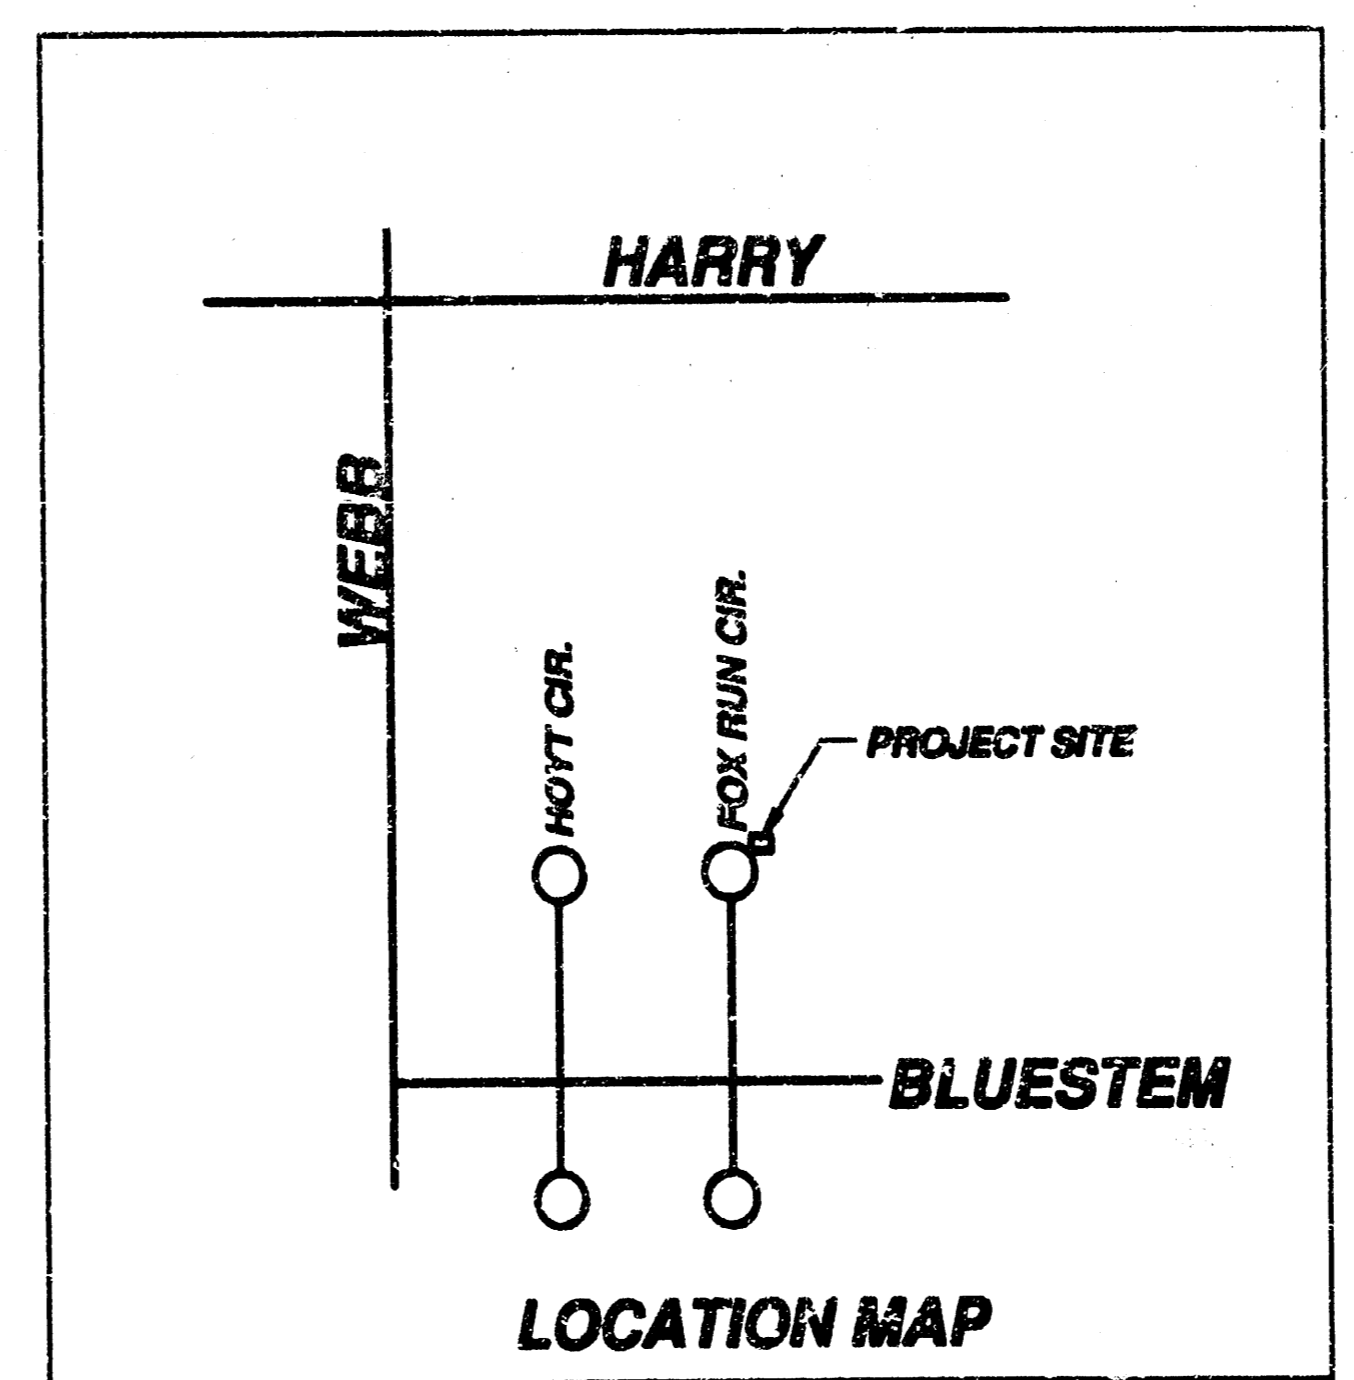 HARRY
WEBB
HOYT CIR.
FOX RUN CIR.
PROJECT SITE
BLUESTEM
LOCATION MAP